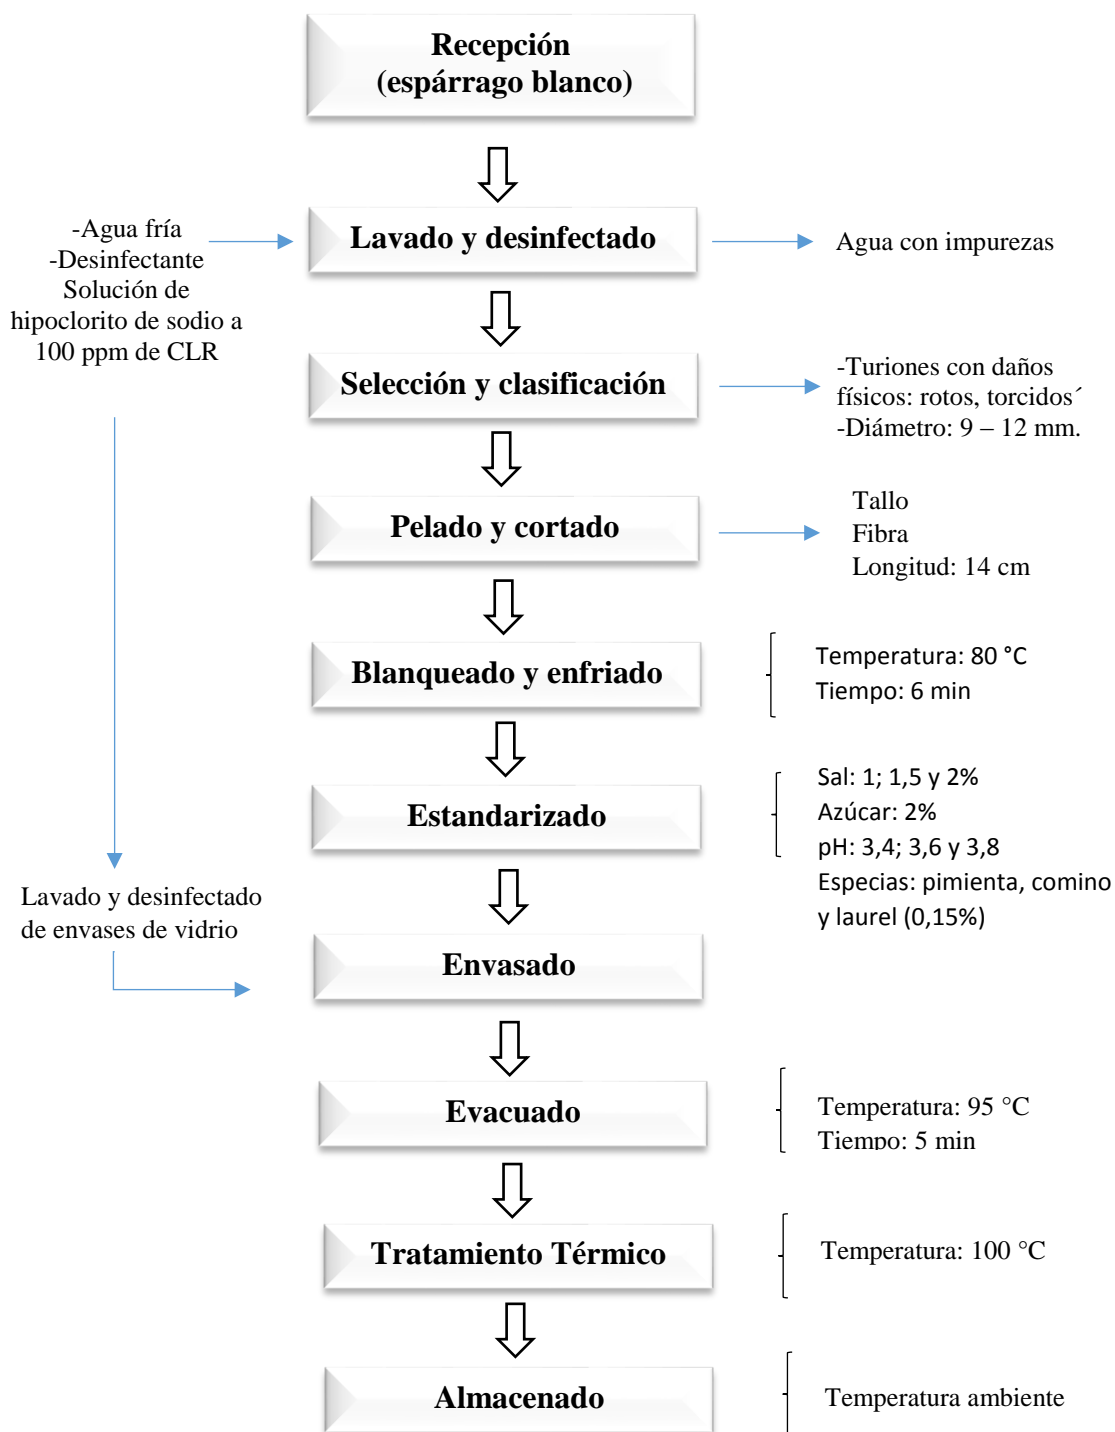 Recepción
(espárrago blanco)
-Agua fría
-Desinfectante
Solución de
hipoclorito de sodio a
100 ppm de CLR
Lavado y desinfectado
Agua con impurezas
Selección y clasificación
-Turiones con daños
físicos: rotos, torcidos´
-Diámetro: 9 – 12 mm.
Pelado y cortado
Tallo
Fibra
Longitud: 14 cm
Blanqueado y enfriado
Temperatura: 80 °C
Tiempo: 6 min
Estandarizado
Sal: 1; 1,5 y 2%
Azúcar: 2%
pH: 3,4; 3,6 y 3,8
Especias: pimienta, comino
y laurel (0,15%)
Lavado y desinfectado
de envases de vidrio
Envasado
Evacuado
Temperatura: 95 °C
Tiempo: 5 min
Tratamiento Térmico
Temperatura: 100 °C
Almacenado
Temperatura ambiente